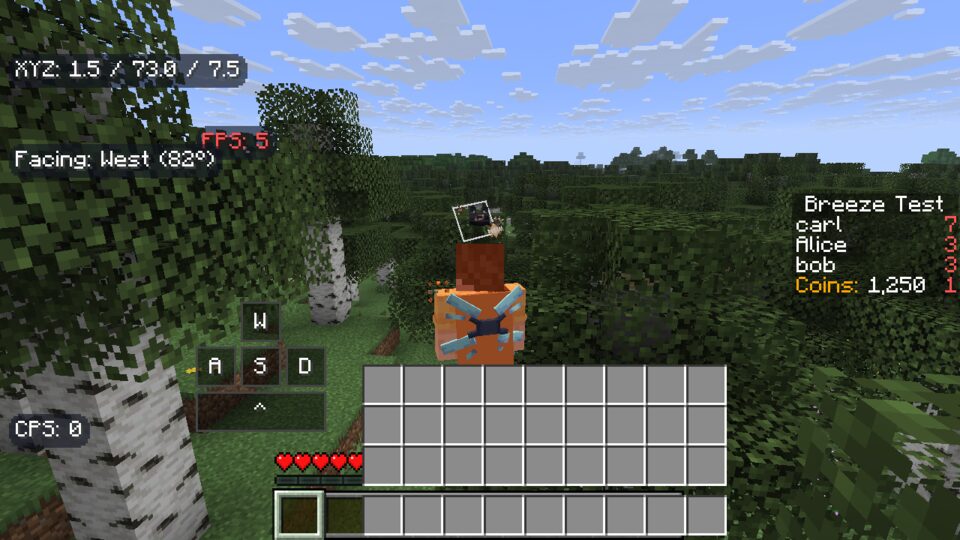 XYZ: 1.5 / 73.0 / 7.5
FPS: 5
Facing: West (82°)
Breeze Test
carl 7
Alice 3
bob 3
Coins: 1,250 1
W
A S D
^
CPS: 0